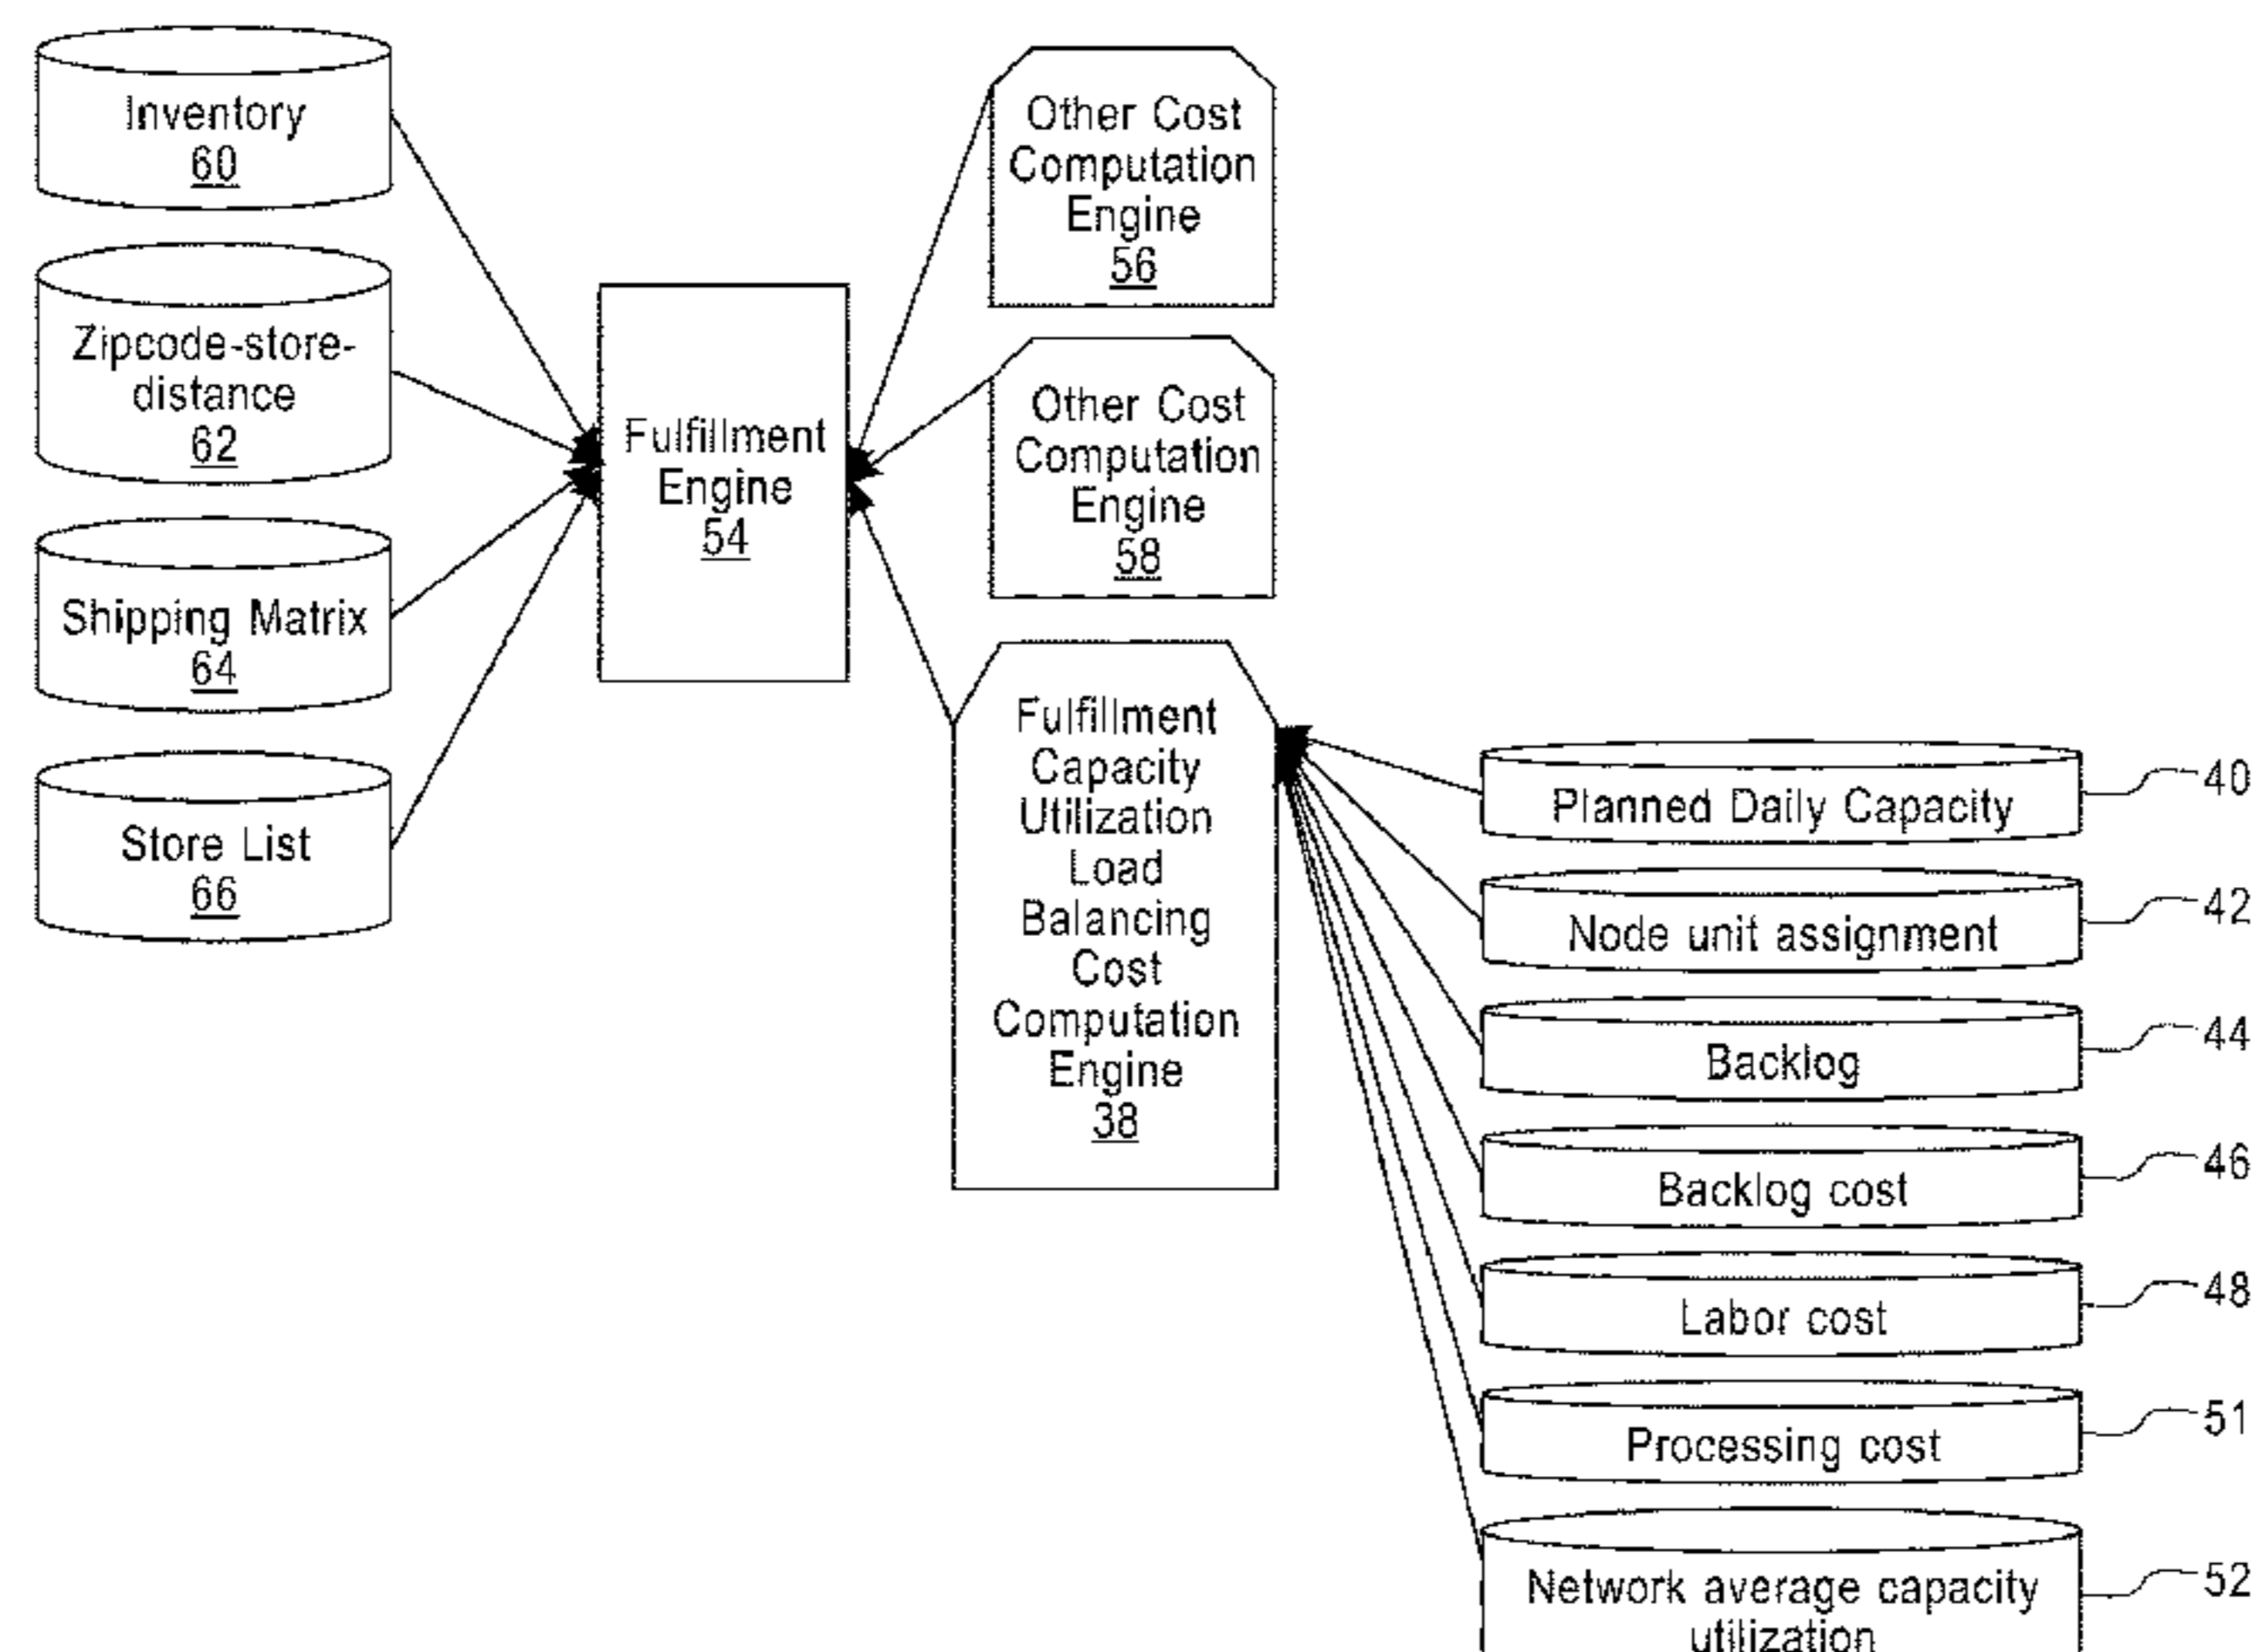 Inventory
60
Zipcode-store-
distance
62
Shipping Matrix
64
Store List
66
Fulfillment
Engine
54
Other Cost
Computation
Engine
56
Other Cost
Computation
Engine
58
Fulfillment
Capacity
Utilization
Load
Balancing
Cost
Computation
Engine
38
Planned Daily Capacity
40
Node unit assignment
42
Backlog
44
Backlog cost
46
Labor cost
48
Processing cost
51
Network average capacity
utilization
52